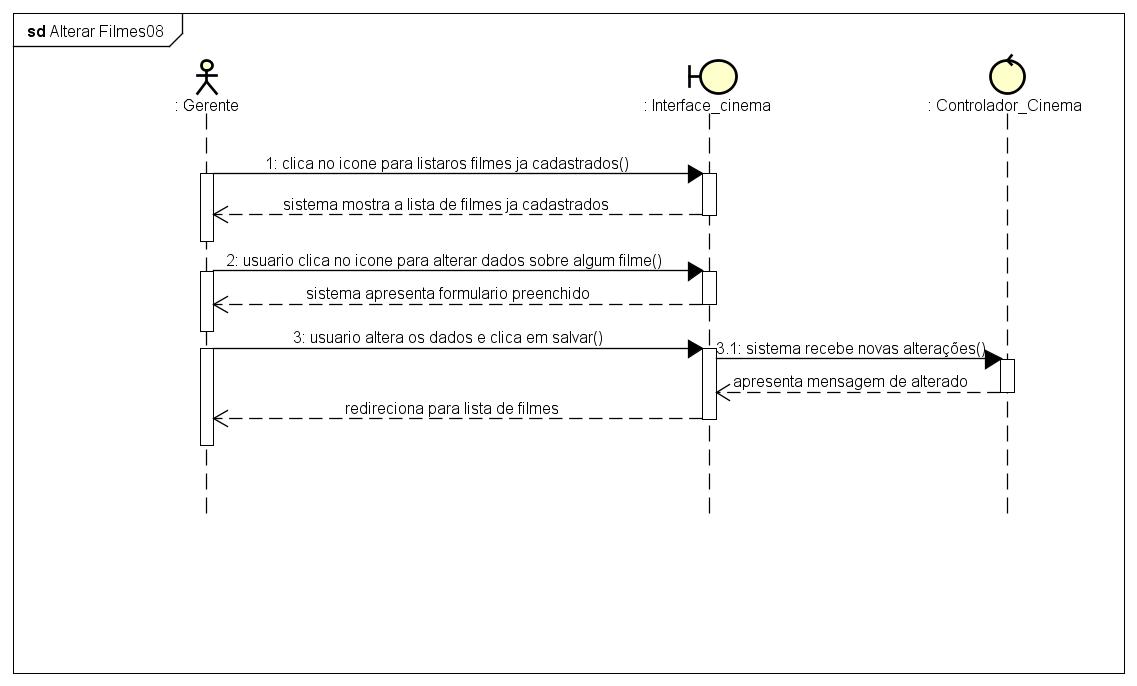 sd Alterar Filmes08
: Gerente
: Interface_cinema
: Controlador_Cinema
1: clica no icone para listaros filmes ja cadastrados()
sistema mostra a lista de filmes ja cadastrados
2: usuario clica no icone para alterar dados sobre algum filme()
sistema apresenta formulario preenchido
3: usuario altera os dados e clica em salvar()
3.1: sistema recebe novas alterações()
apresenta mensagem de alterado
redireciona para lista de filmes